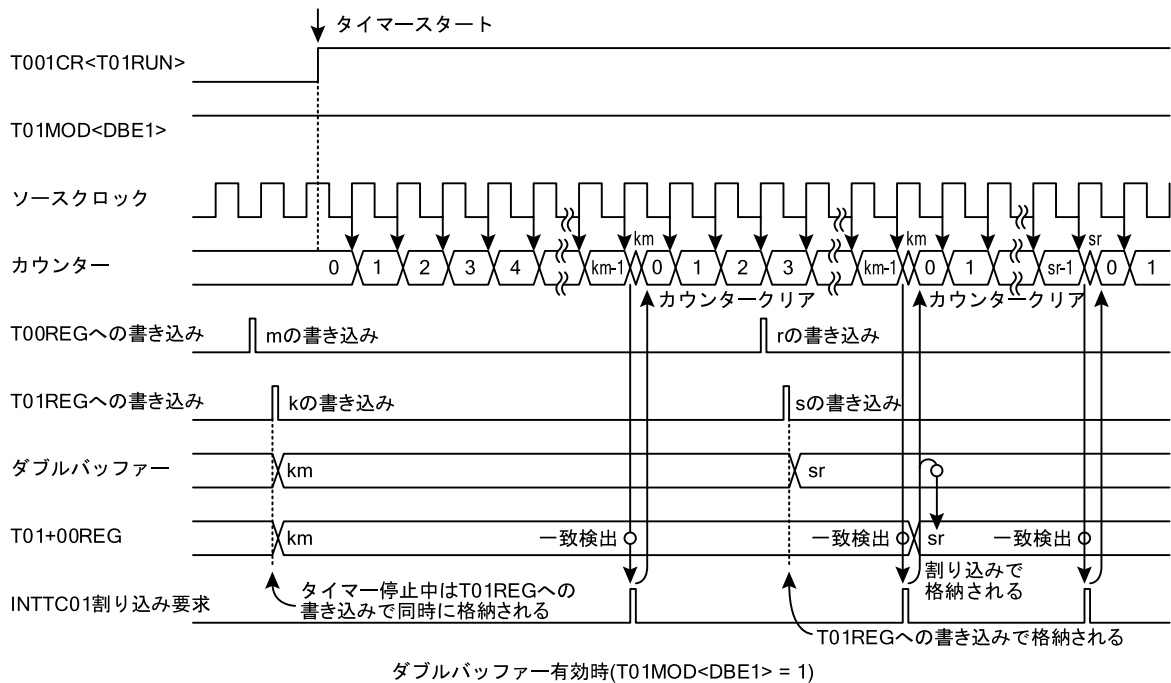 タイマースタート
T001CR<T01RUN>
T01MOD<DBE1>
ソースクロック
km km sr
カウンター 0 1 2 3 4 km-1 0 1 2 3 km-1 0 1 sr-1 0 1
カウンタークリア カウンタークリア
T00REGへの書き込み mの書き込み rの書き込み
T01REGへの書き込み kの書き込み sの書き込み
ダブルバッファー km sr
T01+00REG km 一致検出 一致検出 sr 一致検出
割り込みで
格納される
INTTC01割り込み要求
タイマー停止中はT01REGへの
書き込みで同時に格納される
T01REGへの書き込みで格納される
ダブルバッファー有効時(T01MOD<DBE1> = 1)